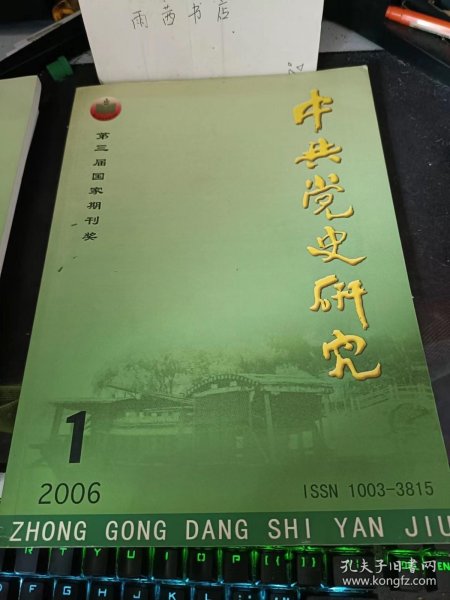 雨茜书店
中共党史研究
第三届国家期刊奖
1
2006
ISSN 1003-3815
ZHONG GONG DANG SHI YAN JIU
R T Y U I O P
孔夫子旧书网
www.kongfz.com